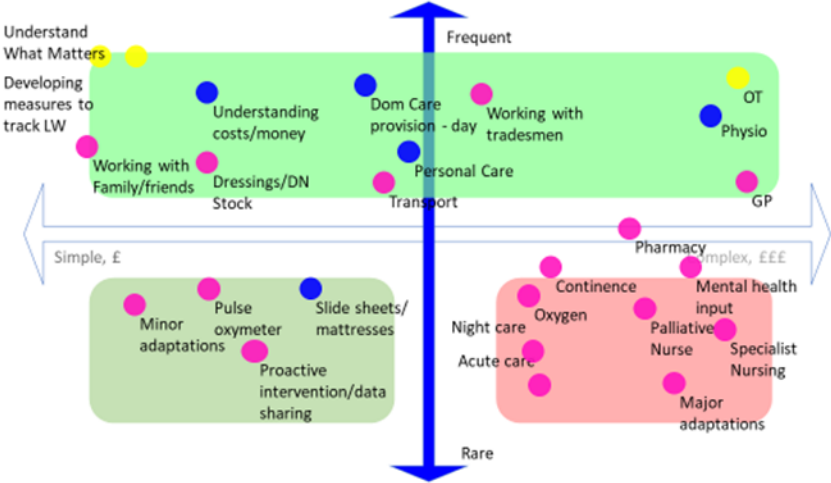 Understand
What Matters
Developing
measures to
track LW
Frequent
Understanding
costs/money
Dom Care
provision - day
Working with
tradesmen
OT
Physio
Working with
Family/friends
Dressings/DN
Stock
Personal Care
Transport
GP
Pharmacy
Simple, £
omplex, £££
Continence
Mental health
input
Minor
adaptations
Pulse
oxymeter
Slide sheets/
mattresses
Oxygen
Night care
Palliative
Nurse
Specialist
Nursing
Acute care
Proactive
intervention/data
sharing
Major
adaptations
Rare